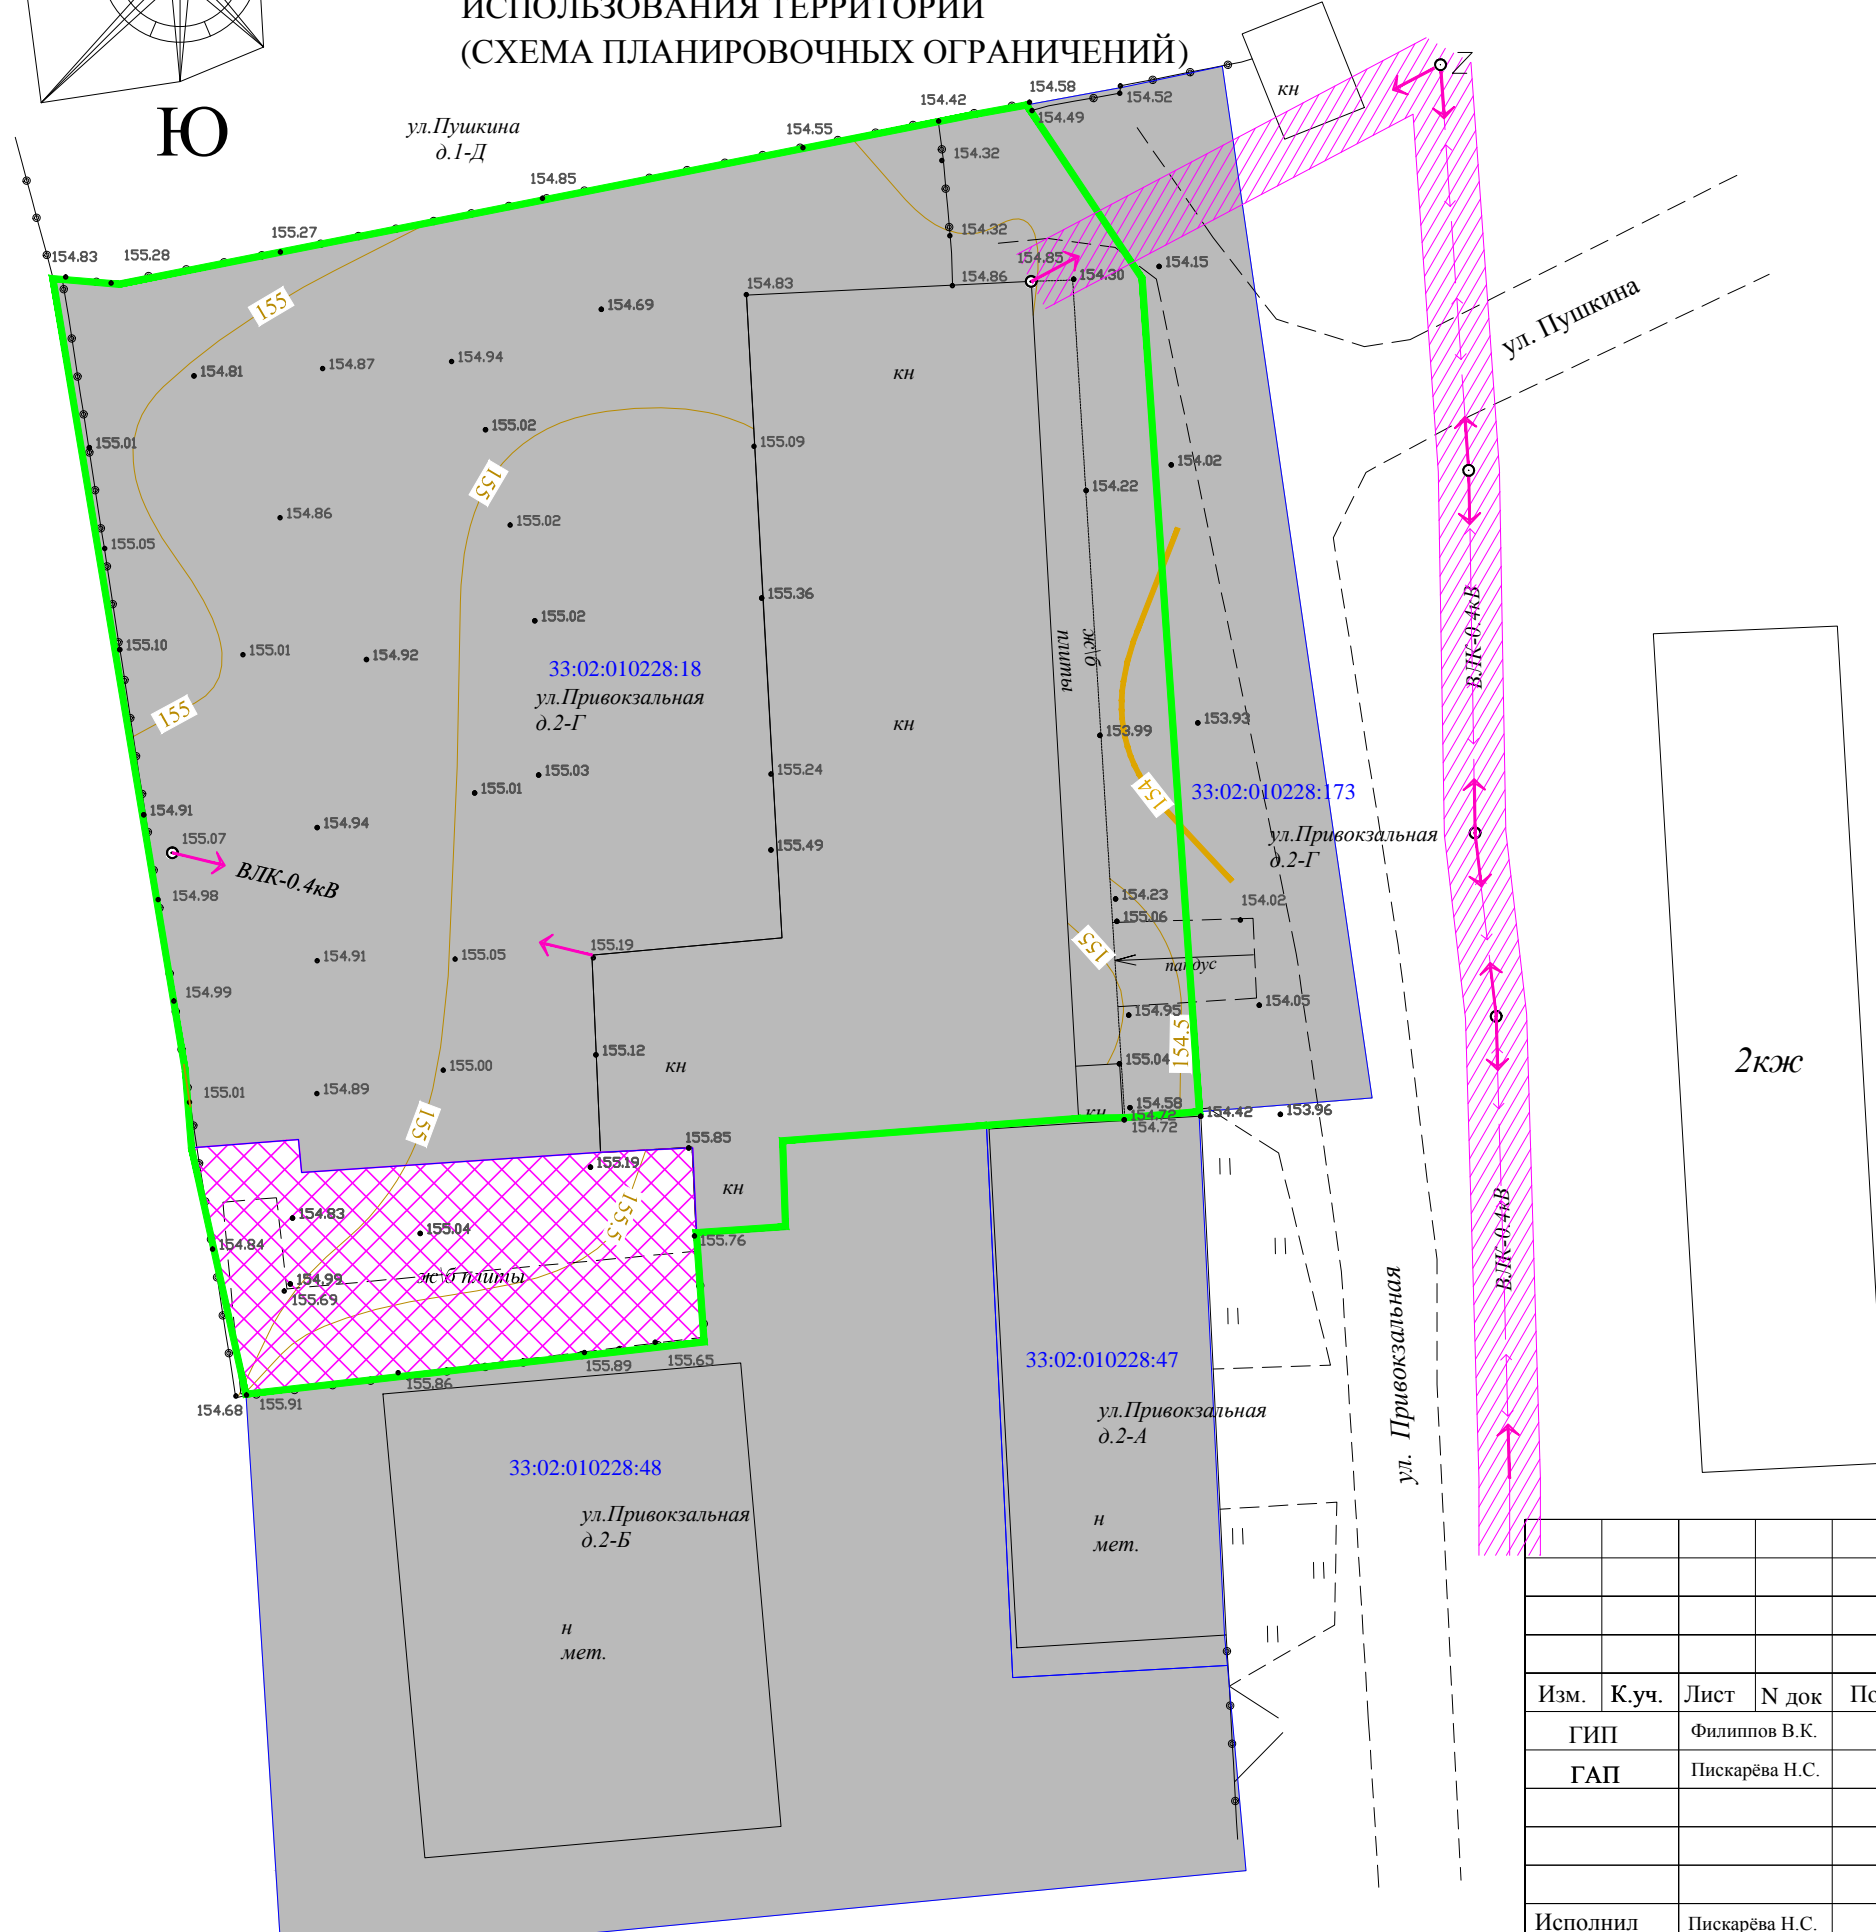 ИСПОЛЬЗОВАНИЯ ТЕРРИТОРИИ
(СХЕМА ПЛАНИРОВОЧНЫХ ОГРАНИЧЕНИЙ)
Ю
ул.Пушкина
д.1-Д
кн
154.58
154.42
154.52
154.49
154.55
154.32
154.85
154.32
155.27
154.83
155.28
154.85
154.15
154.86
154.30
154.83
155
154.69
ул. Пушкина
154.94
154.87
154.81
кн
155.02
155.01
155.09
154.02
155
154.22
154.86
155.02
155.05
155.36
155.02
ВЛК-0.4кВ
155.10
155.01
154.92
плиты
ж\б
33:02:010228:18
ул.Привокзальная
д.2-Г
155
кн
153.93
153.99
155.24
155.03
155.01
154
33:02:010228:173
154.91
154.94
ул.Привокзальная
д.2-Г
155.07
155.49
ВЛК-0.4кВ
154.98
154.23
154.02
155.06
155.19
155
154.91
155.05
пандус
154.99
154.05
154.95
154.5
155.12
155.04
2кж
155.00
кн
155.01
154.89
154.58
кн
154.72
154.42
153.96
154.72
155
155.85
155.19
кн
154.83
155.5
155.04
155.76
154.84
ВЛК-0.4кВ
154.99
ж\б плиты
155.69
ул. Привокзальная
155.89
155.65
33:02:010228:47
155.86
154.68
155.91
ул.Привокзальная
д.2-А
33:02:010228:48
ул.Привокзальная
д.2-Б
н
мет.
н
мет.
Изм.
К.уч.
Лист
N док
По
ГИП
Филиппов В.К.
ГАП
Пискарёва Н.С.
Исполнил
Пискарёва Н.С.